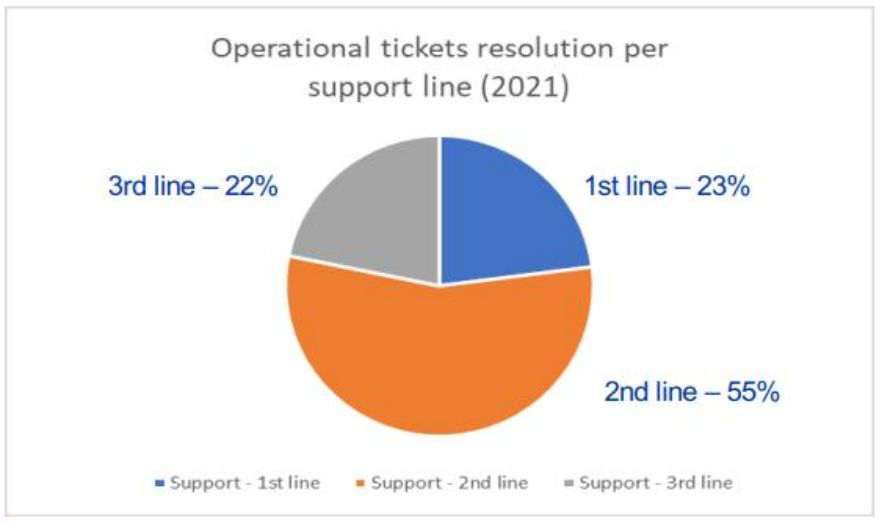 Operational tickets resolution per
support line (2021)
3rd line – 22%
1st line – 23%
2nd line – 55%
Support - 1st line
Support - 2nd line
Support - 3rd line